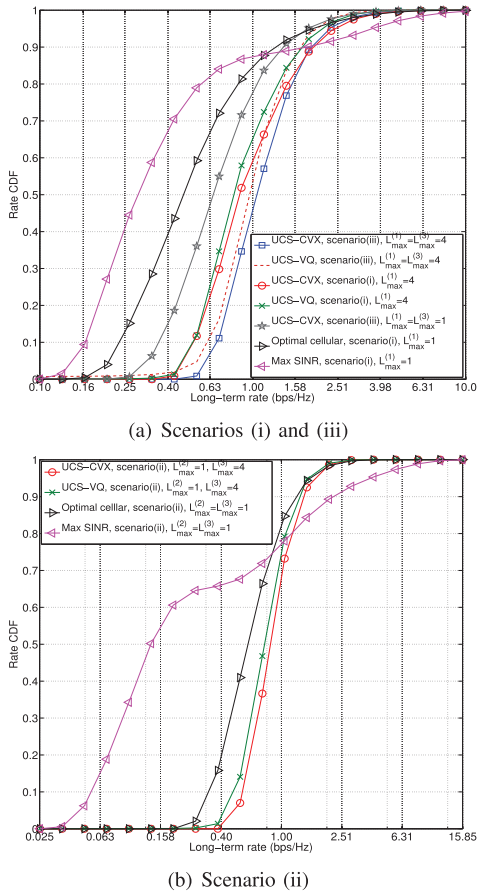 1
0.9
0.8
0.7
0.6
0.5
0.4
0.3
0.2
0.1
0
Rate CDF
UCS−CVX, scenario(iii), L(1)max=L(3)max=4
UCS−VQ, scenario(iii), L(1)max=L(3)max=4
UCS−CVX, scenario(i), L(1)max=4
UCS−VQ, scenario(i), L(1)max=4
UCS−CVX, scenario(iii), L(1)max=L(3)max=1
Optimal cellular, scenario(i), L(1)max=1
Max SINR, scenario(i), L(1)max=1
0.10 0.16 0.25 0.40 0.63 1.00 1.58 2.51 3.98 6.31 10.0
Long−term rate (bps/Hz)
(a) Scenarios (i) and (iii)
1
0.9
0.8
0.7
0.6
0.5
0.4
0.3
0.2
0.1
0
Rate CDF
UCS−CVX, scenario(ii), L(2)max=1, L(3)max=4
UCS−VQ, scenario(ii), L(2)max=1, L(3)max=4
Optimal celllar, scenario(ii), L(2)max=L(3)max=1
Max SINR, scenario(ii), L(2)max=L(3)max=1
0.025 0.063 0.158 0.40 1.00 2.51 6.31 15.85
Long−term rate (bps/Hz)
(b) Scenario (ii)